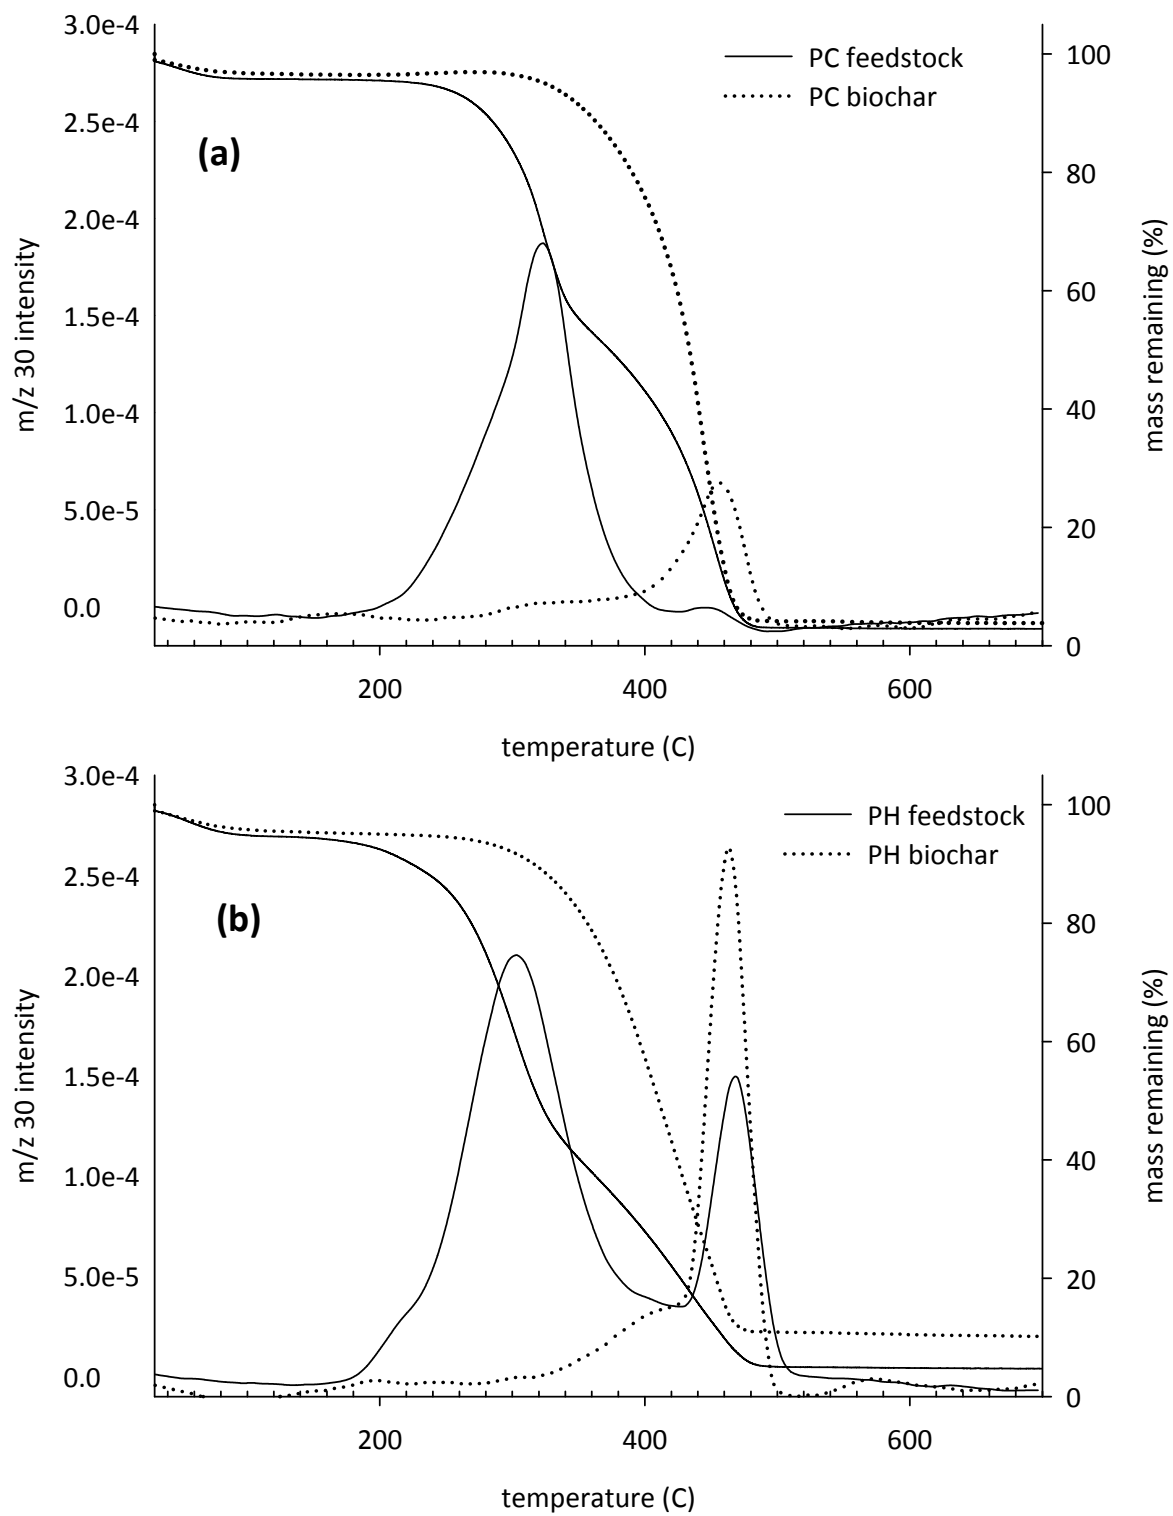 3.0e-4
2.5e-4
2.0e-4
1.5e-4
1.0e-4
5.0e-5
0.0
m/z 30 intensity
(a)
PC feedstock
PC biochar
100
80
60
40
20
0
mass remaining (%)
200 400 600
temperature (C)
3.0e-4
2.5e-4
2.0e-4
1.5e-4
1.0e-4
5.0e-5
0.0
m/z 30 intensity
(b)
PH feedstock
PH biochar
100
80
60
40
20
0
mass remaining (%)
200 400 600
temperature (C)